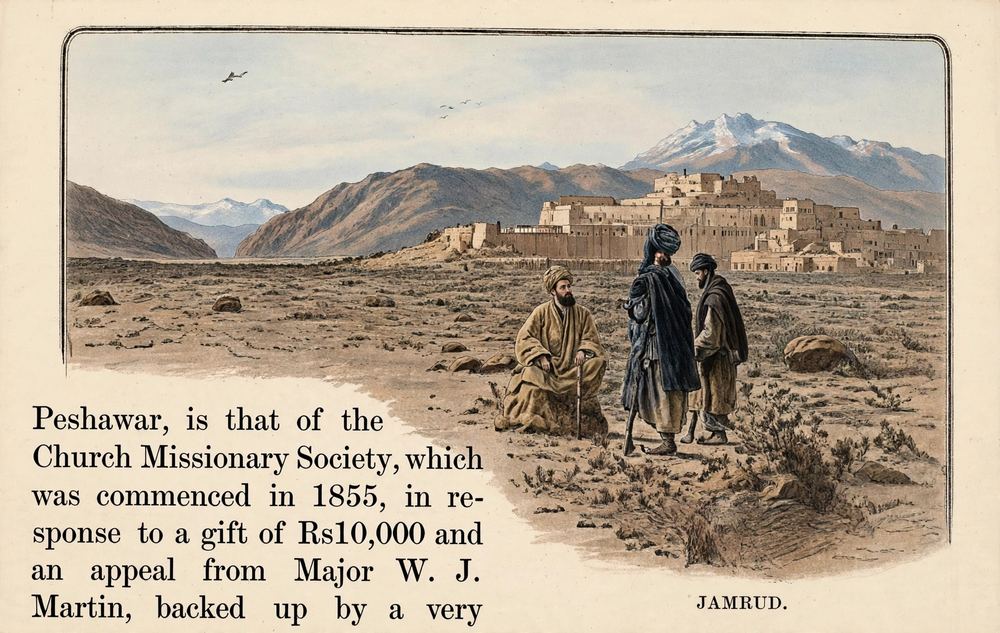 Peshawar, is that of the
Church Missionary Society, which
was commenced in 1855, in re-
sponse to a gift of Rs10,000 and
an appeal from Major W. J.
Martin, backed up by a very
JAMRUD.